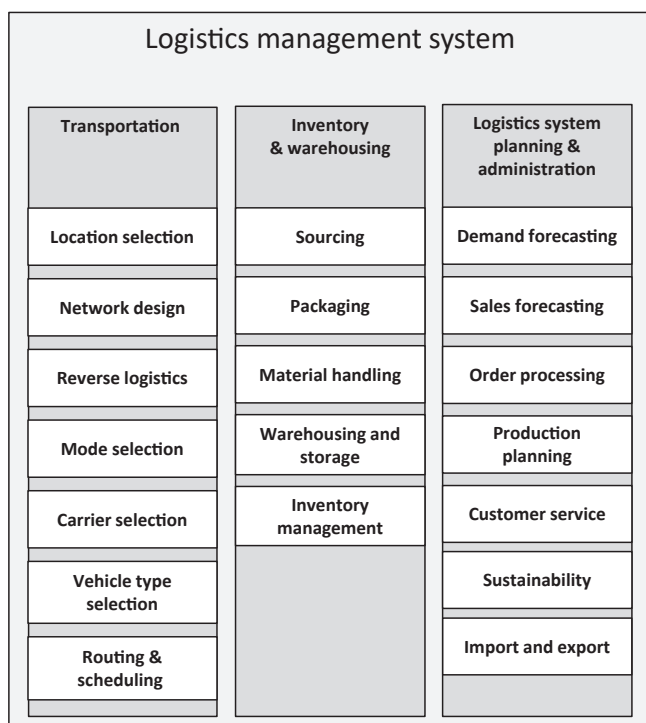 Logistics management system
Transportation
Location selection
Network design
Reverse logistics
Mode selection
Carrier selection
Vehicle type
selection
Routing &
scheduling
Inventory
& warehousing
Sourcing
Packaging
Material handling
Warehousing and
storage
Inventory
management
Logistics system
planning &
administration
Demand forecasting
Sales forecasting
Order processing
Production
planning
Customer service
Sustainability
Import and export